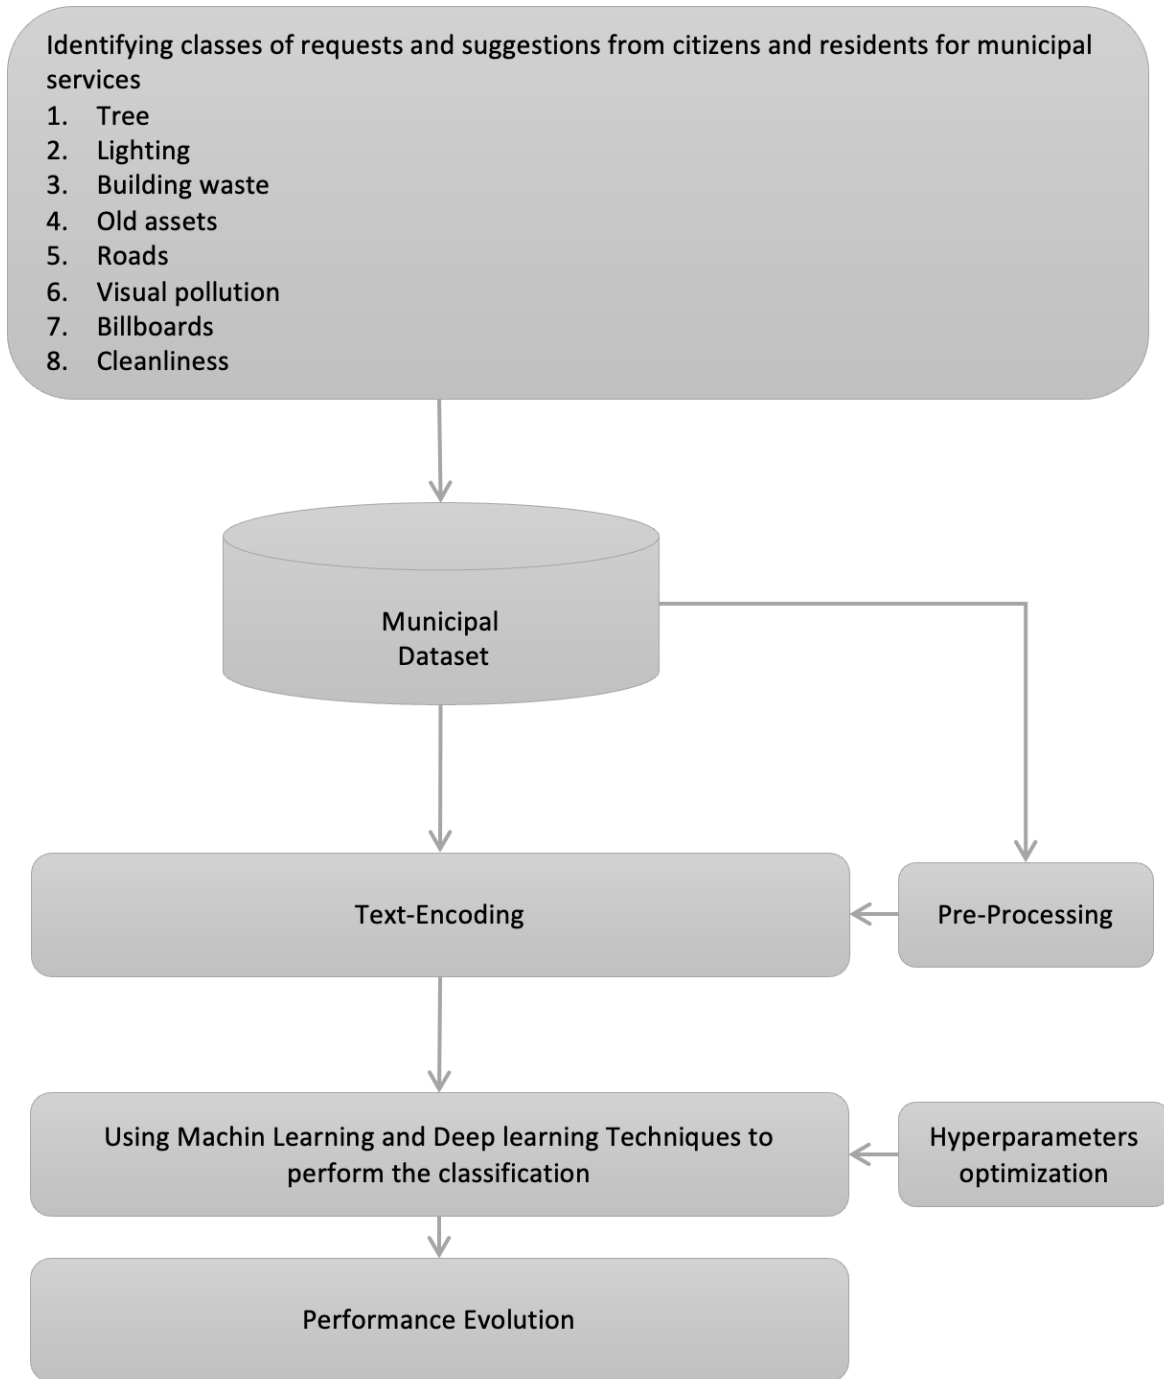 Identifying classes of requests and suggestions from citizens and residents for municipal
services
1. Tree
2. Lighting
3. Building waste
4. Old assets
5. Roads
6. Visual pollution
7. Billboards
8. Cleanliness
Municipal
Dataset
Text-Encoding
Pre-Processing
Using Machin Learning and Deep learning Techniques to
perform the classification
Hyperparameters
optimization
Performance Evolution